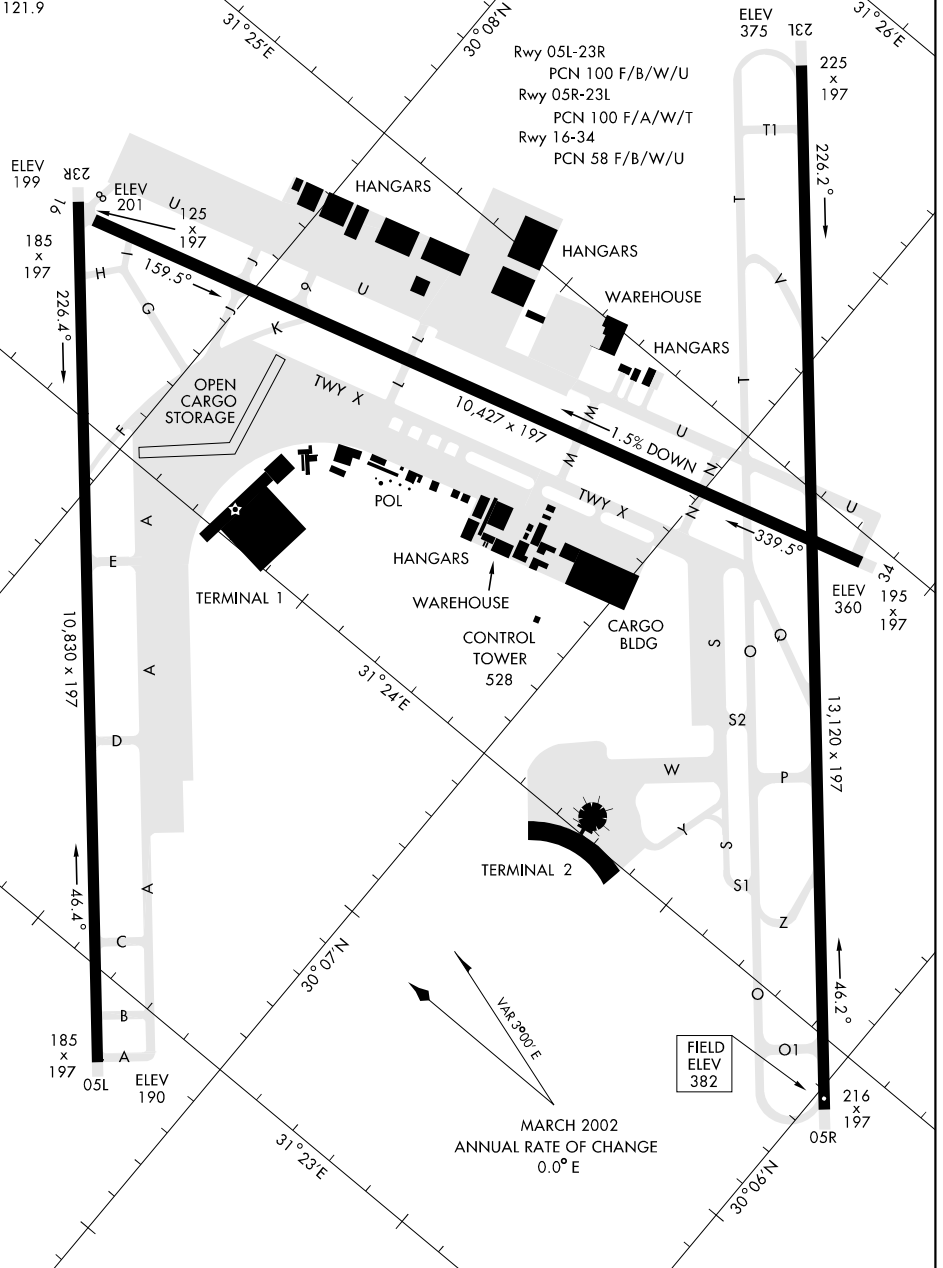 121.9
31°25'E
30°08'N
ELEV
375
23L
31°26'E
Rwy 05L-23R
PCN 100 F/B/W/U
Rwy 05R-23L
PCN 100 F/A/W/T
Rwy 16-34
PCN 58 F/B/W/U
225
x
197
T1
226.2°
ELEV
199
23R
16
8
ELEV
201
U
125
x
197
HANGARS
T
185
x
197
H
I
159.5°
J
9
U
HANGARS
V
226.4°
G
J
K
WAREHOUSE
L
HANGARS
OPEN
CARGO
STORAGE
TWY X
L
T
F
10,427 x 197
M
1.5% DOWN
U
M
N
POL
TWY X
N
U
A
339.5°
HANGARS
E
34
TERMINAL 1
WAREHOUSE
ELEV
360
195
x
197
CARGO
BLDG
CONTROL
TOWER
528
S
O
Q
10,830 x 197
A
31°24'E
S2
13,120 x 197
D
W
P
Y
S
TERMINAL 2
A
S1
46.4°
Z
C
30°07'N
O
46.2°
B
VAR 3°00' E
185
x
197
A
O1
FIELD
ELEV
382
05L
ELEV
190
216
x
197
05R
MARCH 2002
ANNUAL RATE OF CHANGE
0.0° E
31°23'E
30°06'N